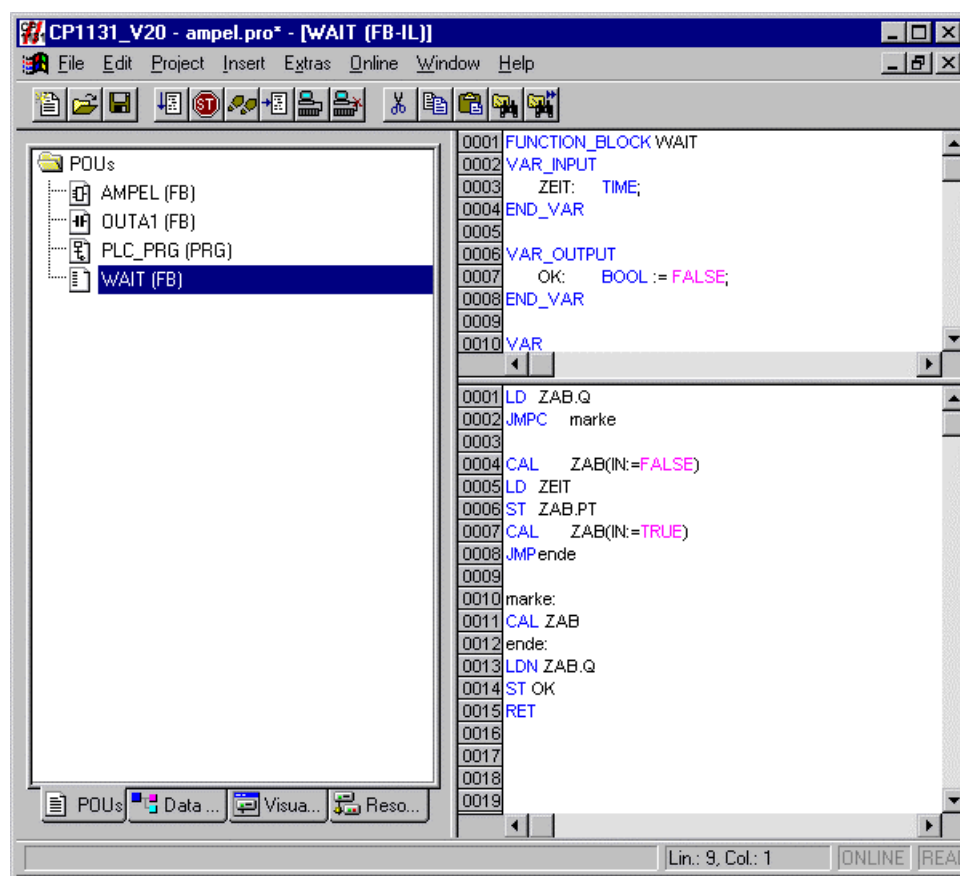 CP1131_V20 - ampel.pro* - [WAIT (FB-IL)]
File Edit Project Insert Extras Online Window Help
POUs
AMPEL (FB)
OUTA1 (FB)
PLC_PRG (PRG)
WAIT (FB)
POUs Data ... Visua... Reso...
0001 FUNCTION_BLOCK WAIT
0002 VAR_INPUT
0003 ZEIT: TIME;
0004 END_VAR
0005
0006 VAR_OUTPUT
0007 OK: BOOL := FALSE;
0008 END_VAR
0009
0010 VAR
0001 LD ZAB.Q
0002 JMPC marke
0003
0004 CAL ZAB(IN:=FALSE)
0005 LD ZEIT
0006 ST ZAB.PT
0007 CAL ZAB(IN:=TRUE)
0008 JMPende
0009
0010 marke:
0011 CAL ZAB
0012 ende:
0013 LDN ZAB.Q
0014 ST OK
0015 RET
0016
0017
0018
0019
Lin.: 9, Col.: 1 ONLINE REA